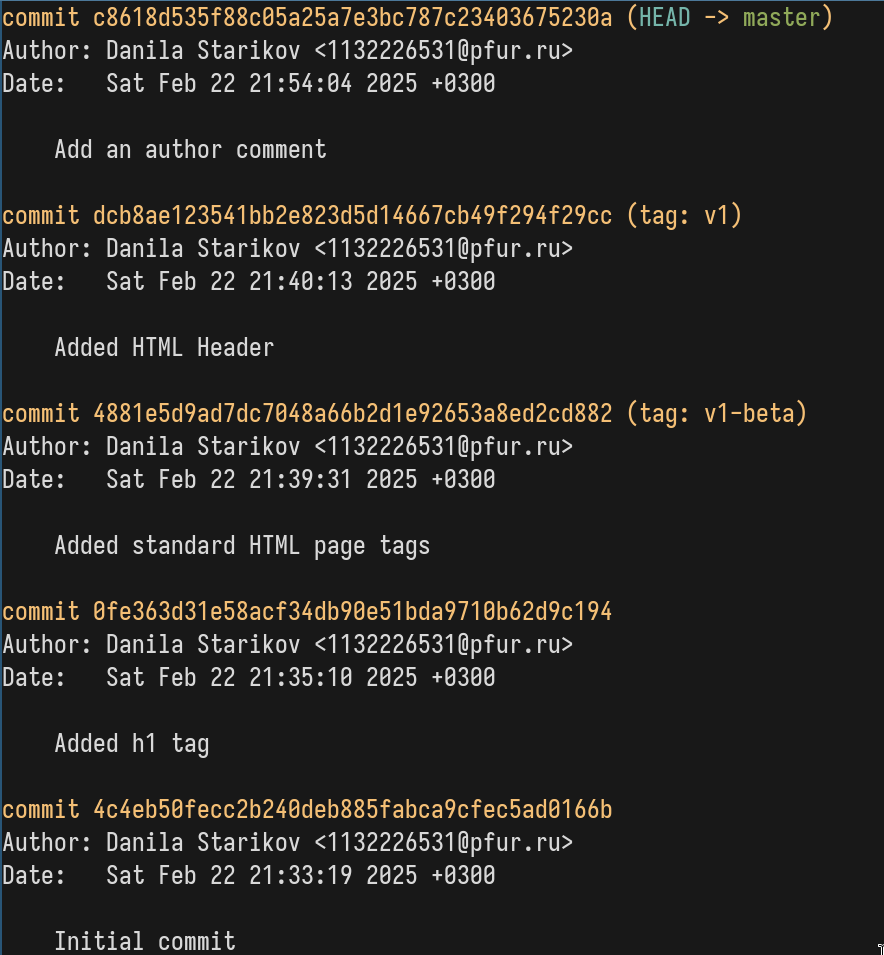 commit c8618d535f88c05a25a7e3bc787c23403675230a (HEAD -> master)
Author: Danila Starikov <1132226531@pfur.ru>
Date:   Sat Feb 22 21:54:04 2025 +0300
Add an author comment
commit dcb8ae123541bb2e823d5d14667cb49f294f29cc (tag: v1)
Author: Danila Starikov <1132226531@pfur.ru>
Date:   Sat Feb 22 21:40:13 2025 +0300
Added HTML Header
commit 4881e5d9ad7dc7048a66b2d1e92653a8ed2cd882 (tag: v1-beta)
Author: Danila Starikov <1132226531@pfur.ru>
Date:   Sat Feb 22 21:39:31 2025 +0300
Added standard HTML page tags
commit 0fe363d31e58acf34db90e51bda9710b62d9c194
Author: Danila Starikov <1132226531@pfur.ru>
Date:   Sat Feb 22 21:35:10 2025 +0300
Added h1 tag
commit 4c4eb50fecc2b240deb885fabca9cfec5ad0166b
Author: Danila Starikov <1132226531@pfur.ru>
Date:   Sat Feb 22 21:33:19 2025 +0300
Initial commit